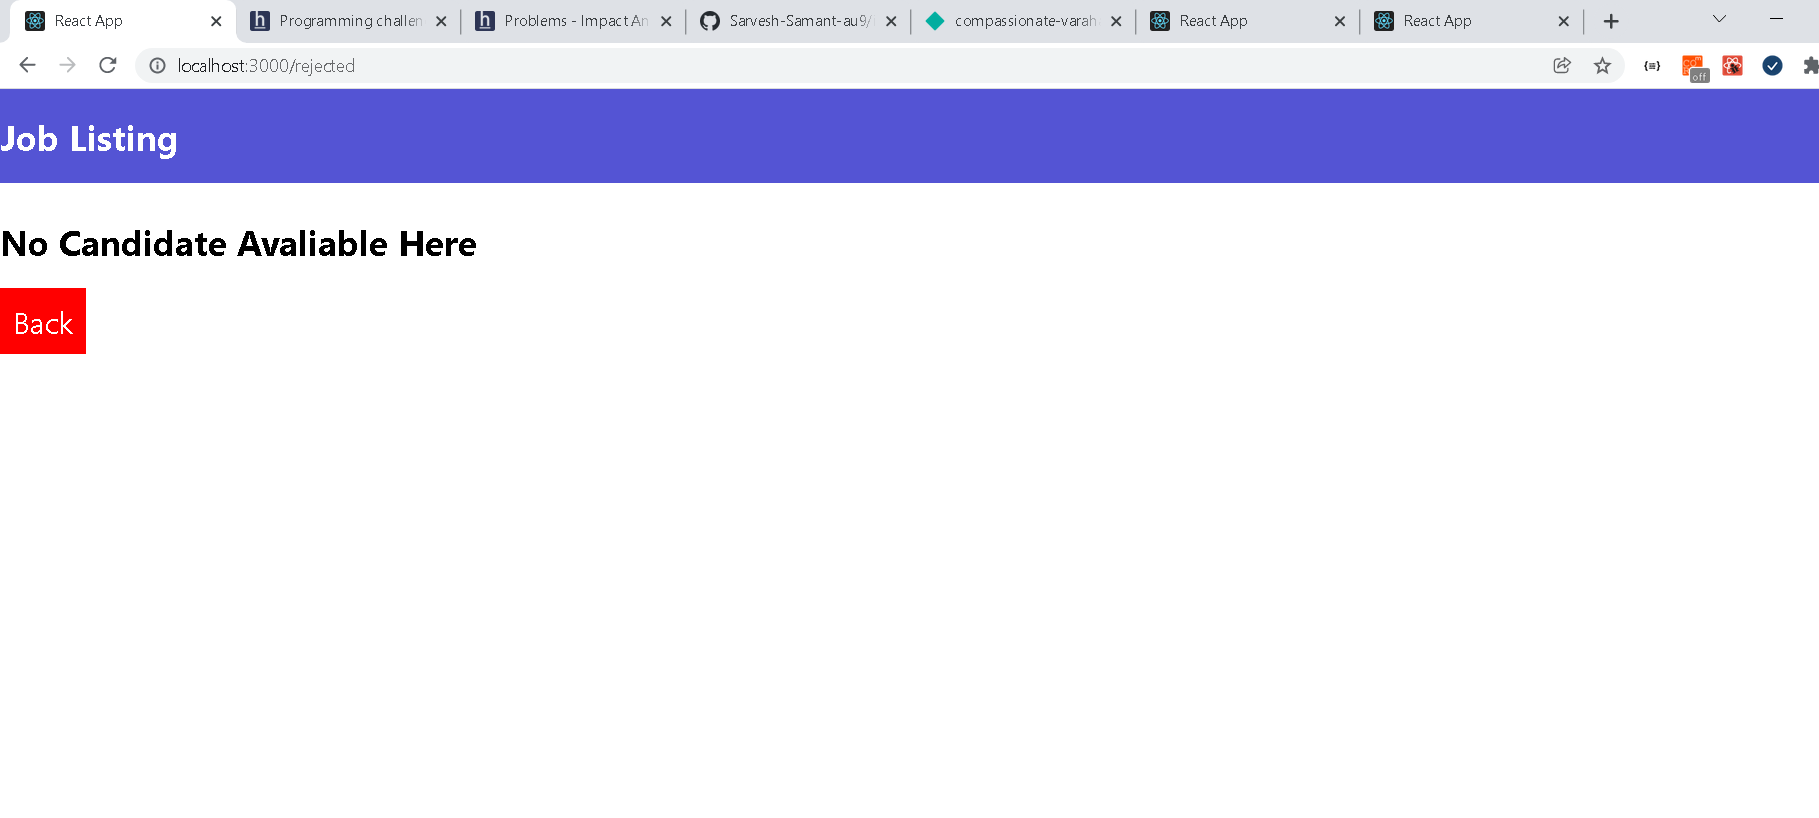 React App
Programming challen
Problems - Impact An
Sarvesh-Samant-au9/
compassionate-varah
React App
React App
localhost:3000/rejected
{≡}
off
Job Listing
No Candidate Avaliable Here
Back